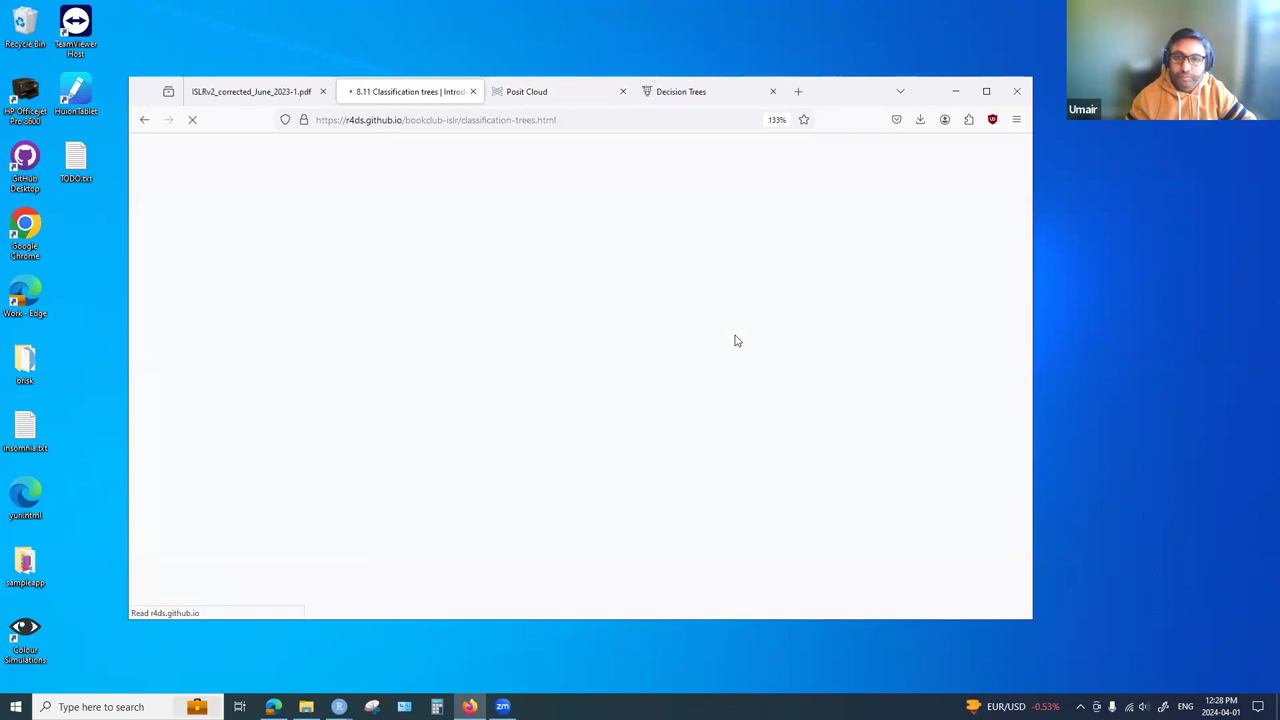 Recycle Bin
TeamViewer
Host
HP Officejet
Pro 8600
HuionTablet
GitHub
Desktop
TODO.txt
Google
Chrome
Work - Edge
brisk
insomnia.txt
yuri.html
sampleapp
Colour
Simulations
ISLRv2_corrected_June_2023-1.pdf
8.11 Classification trees | Introd
Posit Cloud
Decision Trees
https://r4ds.github.io/bookclub-islr/classification-trees.html
133%
Read r4ds.github.io
Umair
Type here to search
R
zm
EUR/USD -0.53%
ENG
12:28 PM
2024-04-01